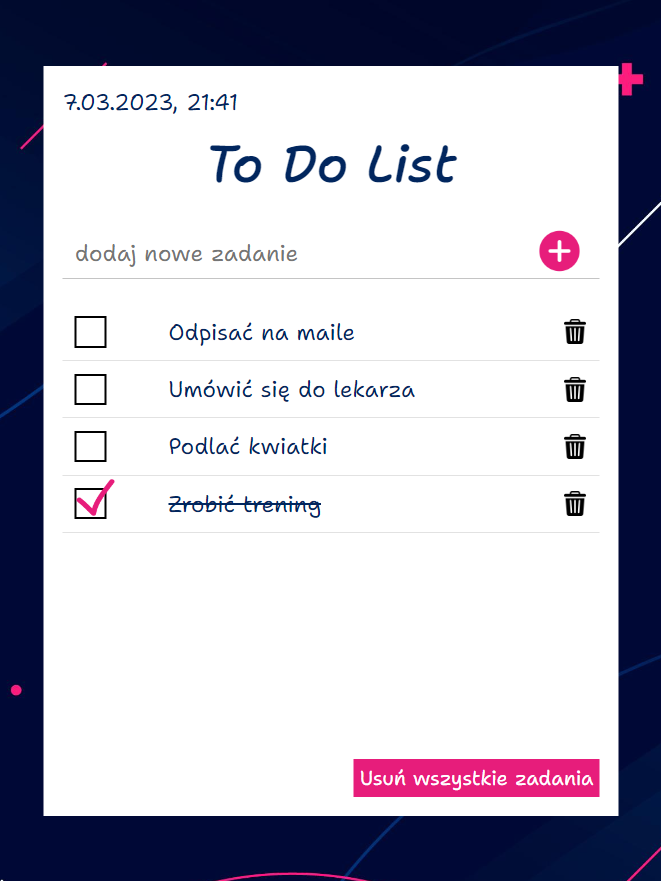 7.03.2023, 21:41
To Do List
dodaj nowe zadanie
Odpisać na maile
Umówić się do lekarza
Podlać kwiatki
Zrobić trening
Usuń wszystkie zadania